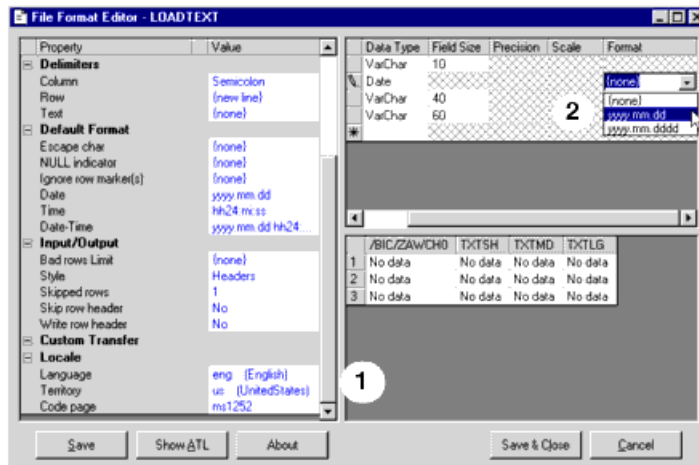 File Format Editor - LOADTEXT
Property Value
Delimiters
Column Semicolon
Row {new line}
Text {none}
Default Format
Escape char {none}
NULL indicator {none}
Ignore row marker(s) {none}
Date yyyy.mm.dd
Time hh24:mi:ss
Date-Time yyyy.mm.dd hh24:...
Input/Output
Bad rows Limit {none}
Style Headers
Skipped rows 1
Skip row header No
Write row header No
Custom Transfer
Locale
Language eng (English)
Territory us (UnitedStates)
Code page ms1252
1
Data Type Field Size Precision Scale Format
VarChar 10
Date {none}
VarChar 40 {none}
VarChar 60 yyyy.mm.dd
yyyy.mm.dddd
2
/BIC/ZAWCH0 TXTSH TXTMD TXTLG
1 No data No data No data No data
2 No data No data No data No data
3 No data No data No data No data
Save Show ATL About Save & Close Cancel